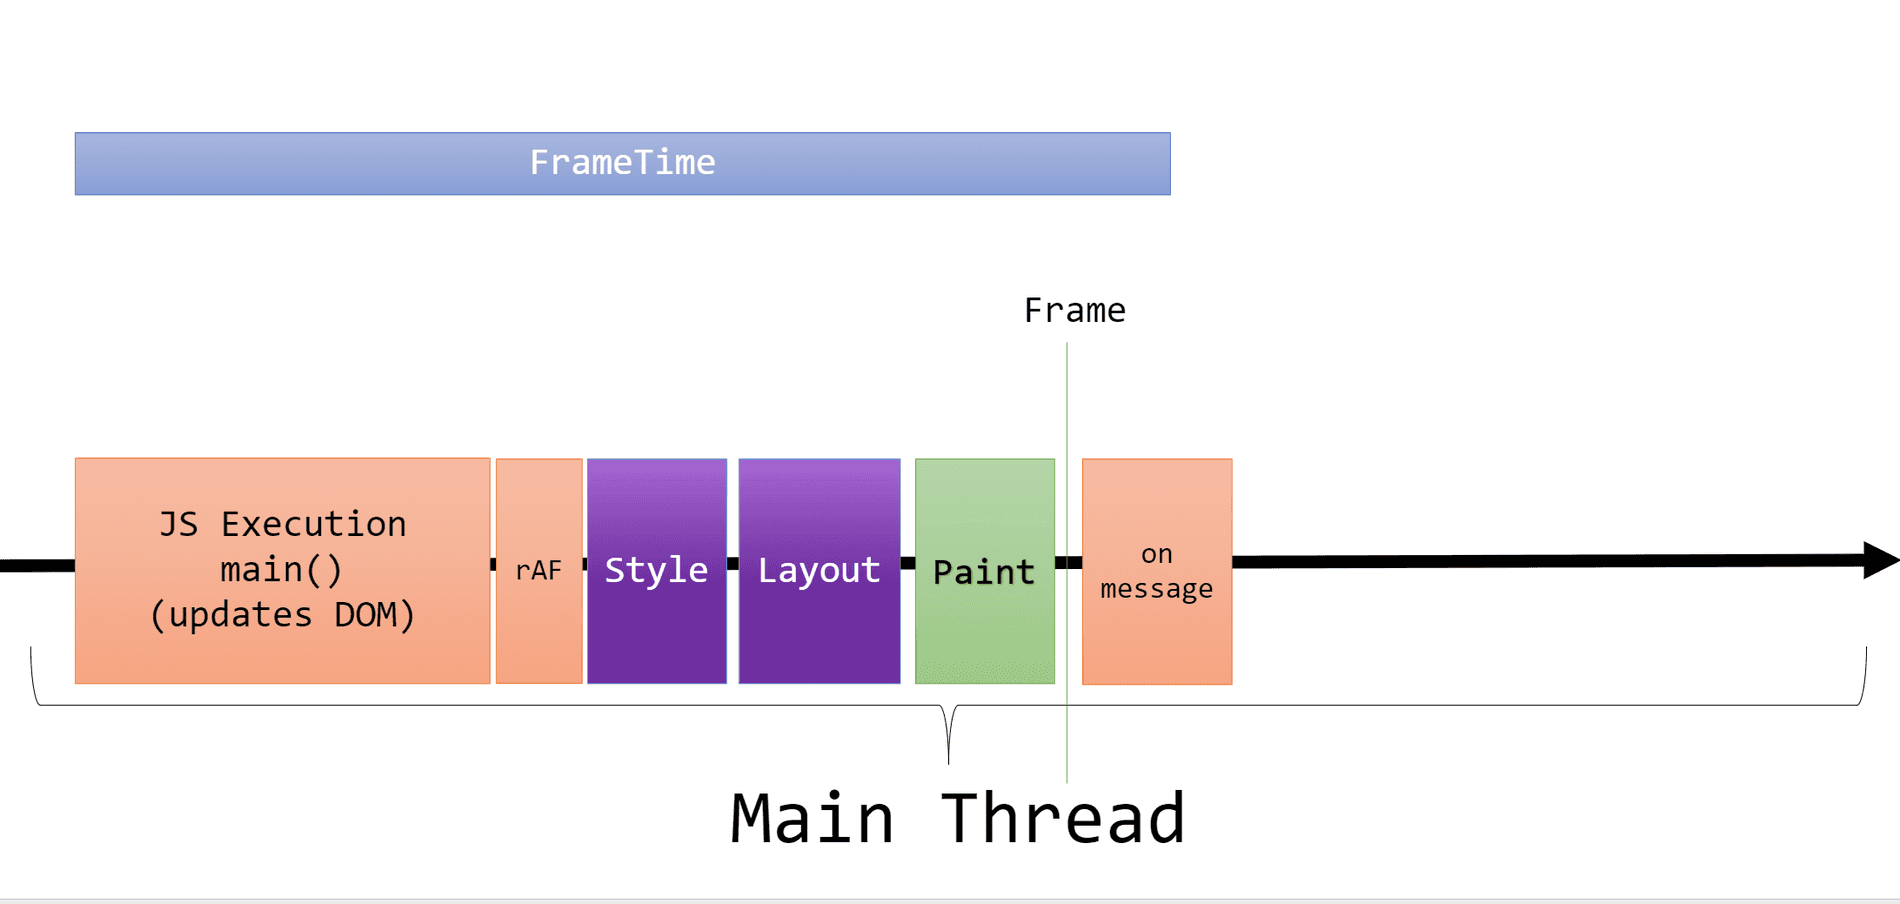 FrameTime
Frame
JS Execution
main()
(updates DOM)
rAF
Style
Layout
Paint
on
message
Main Thread